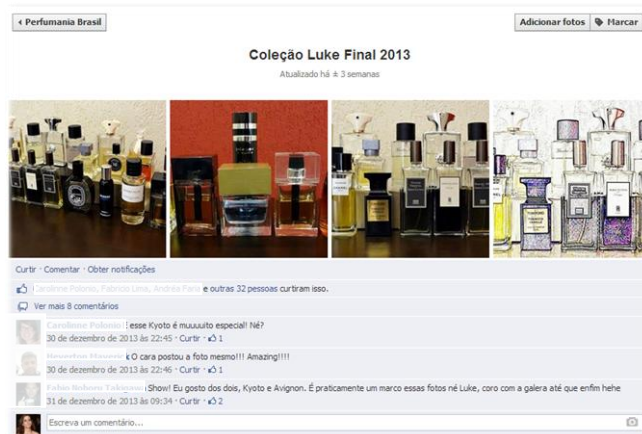 Perfumania Brasil
Adicionar fotos
Marcar
Coleção Luke Final 2013
Atualizado há ± 3 semanas
Curtir · Comentar · Obter notificações
Carolinne Polonio, Fabricio Lima, Andréa Faria e outras 32 pessoas curtiram isso.
Ver mais 8 comentários
Carolinne Polonio esse Kyoto é muuuuito especial! Né?
30 de dezembro de 2013 às 22:45 · Curtir · 1
O cara postou a foto mesmo!!! Amazing!!!!
30 de dezembro de 2013 às 22:46 · Curtir · 1
Show! Eu gosto dos dois, Kyoto e Avignon. É praticamente um marco essas fotos né Luke, coro com a galera até que enfim hehe
31 de dezembro de 2013 às 09:34 · Curtir · 2
Escreva um comentário...